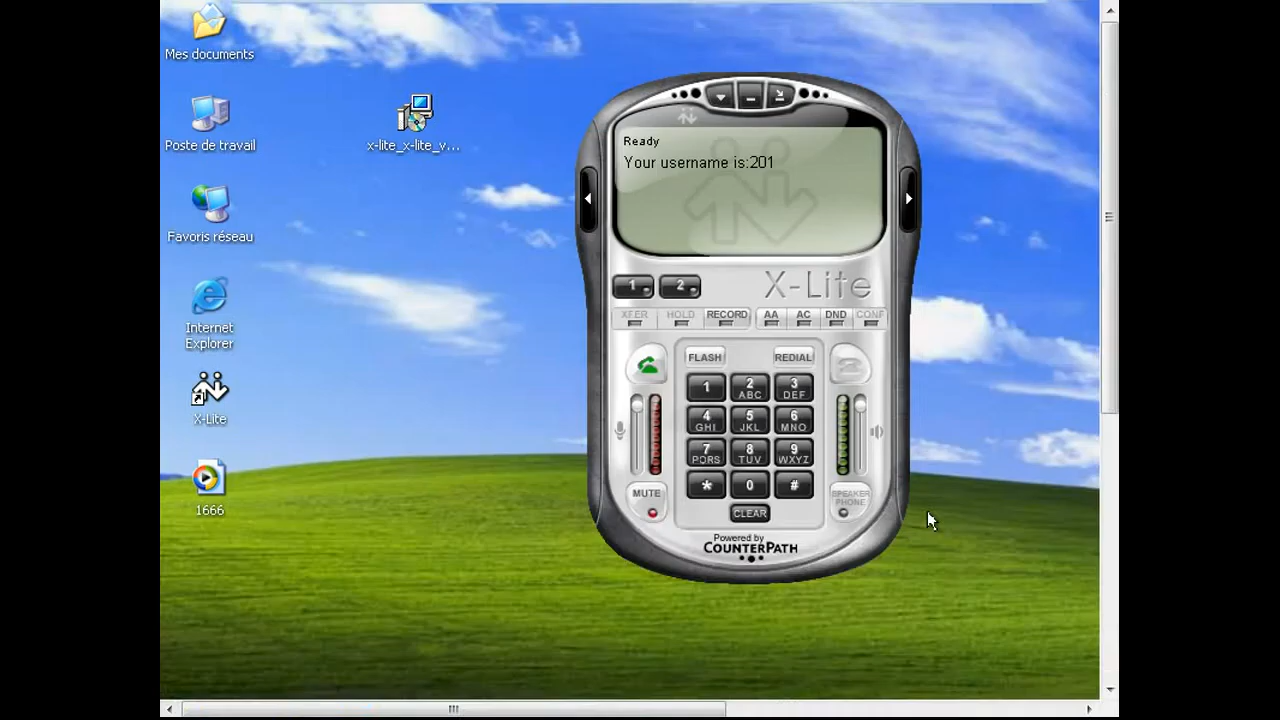 Mes documents
Poste de travail
x-lite_x-lite_v...
Favoris réseau
Internet
Explorer
X-Lite
1666
Ready
Your username is:201
1
2
X-Lite
XFER HOLD RECORD AA AC DND CONF
FLASH REDIAL
1 2 ABC 3 DEF
4 GHI 5 JKL 6 MNO
7 PQRS 8 TUV 9 WXYZ
* 0 #
MUTE
SPEAKER
PHONE
CLEAR
Powered by
COUNTERPATH